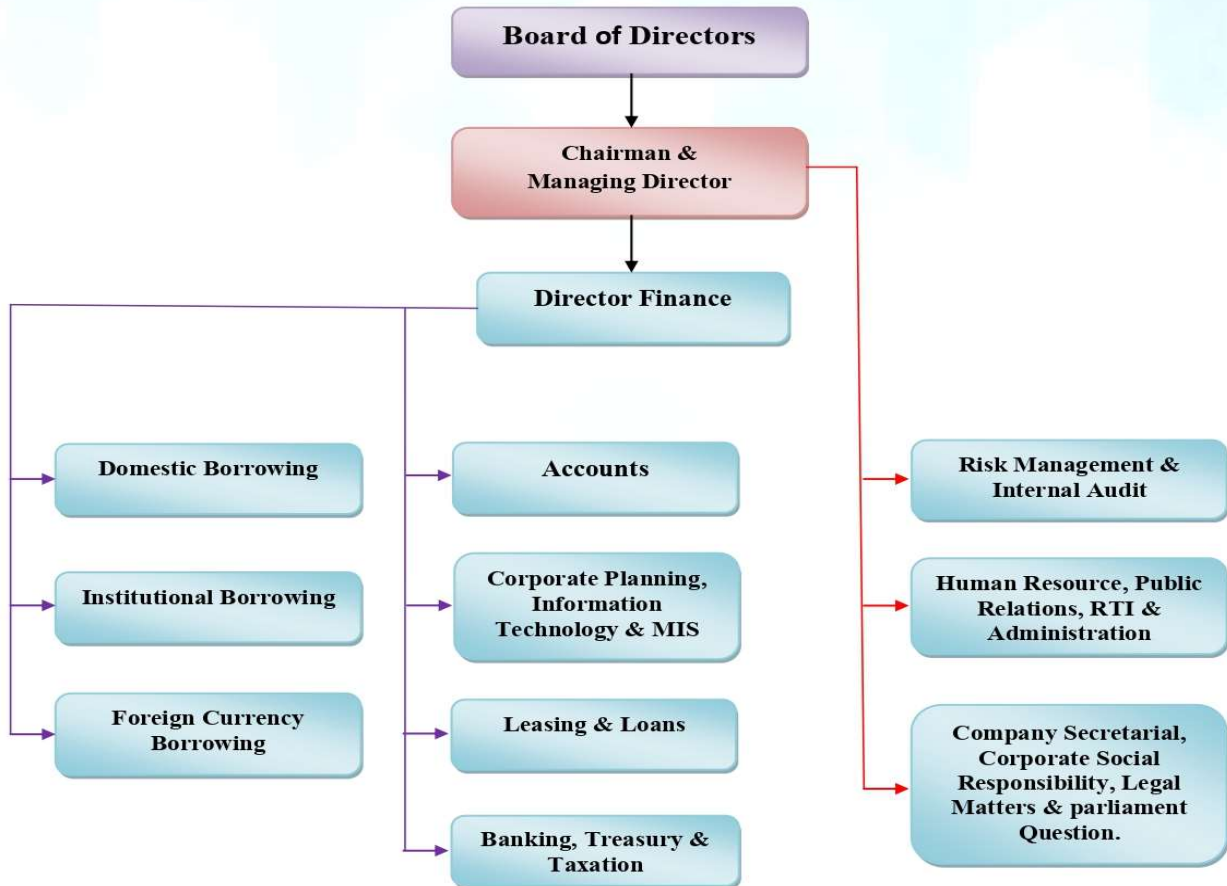 Board of Directors
Chairman &
Managing Director
Director Finance
Domestic Borrowing
Institutional Borrowing
Foreign Currency
Borrowing
Accounts
Corporate Planning,
Information
Technology & MIS
Leasing & Loans
Banking, Treasury &
Taxation
Risk Management &
Internal Audit
Human Resource, Public
Relations, RTI &
Administration
Company Secretarial,
Corporate Social
Responsibility, Legal
Matters & parliament
Question.